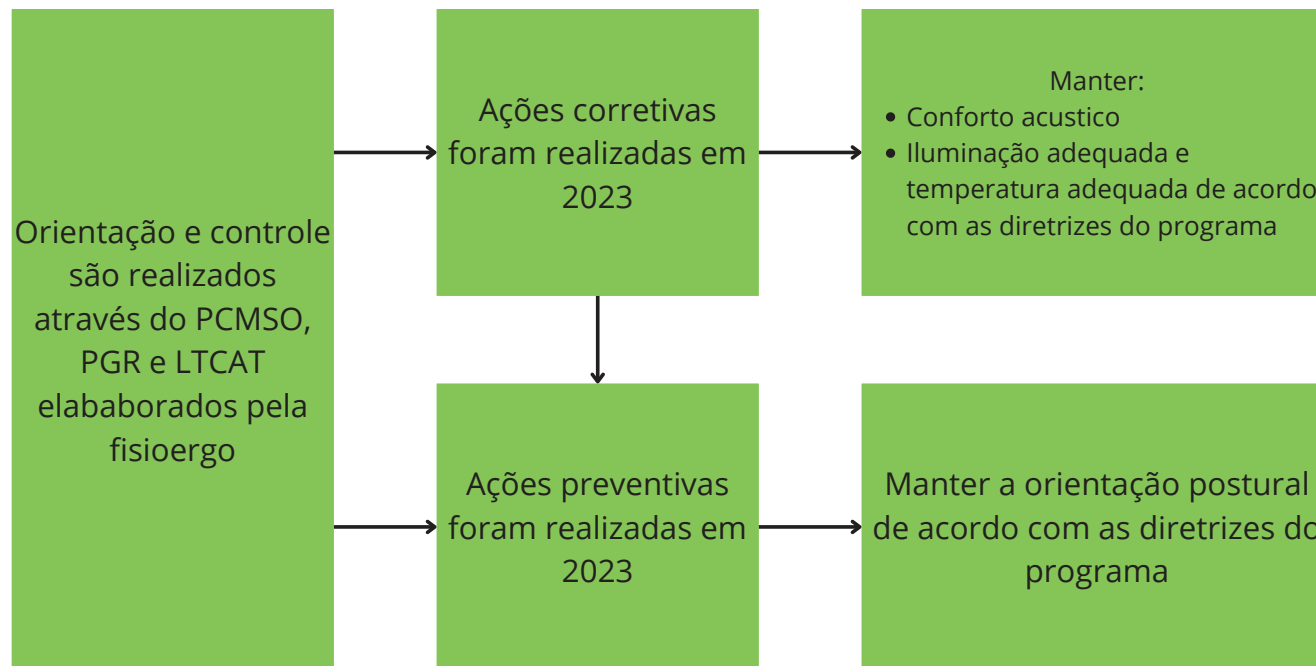 Orientação e controle
são realizados
através do PCMSO,
PGR e LTCAT
elababorados pela
fisioergo
Ações corretivas
foram realizadas em
2023
Manter:
• Conforto acustico
• Iluminação adequada e
temperatura adequada de acordo
com as diretrizes do programa
Ações preventivas
foram realizadas em
2023
Manter a orientação postural
de acordo com as diretrizes do
programa